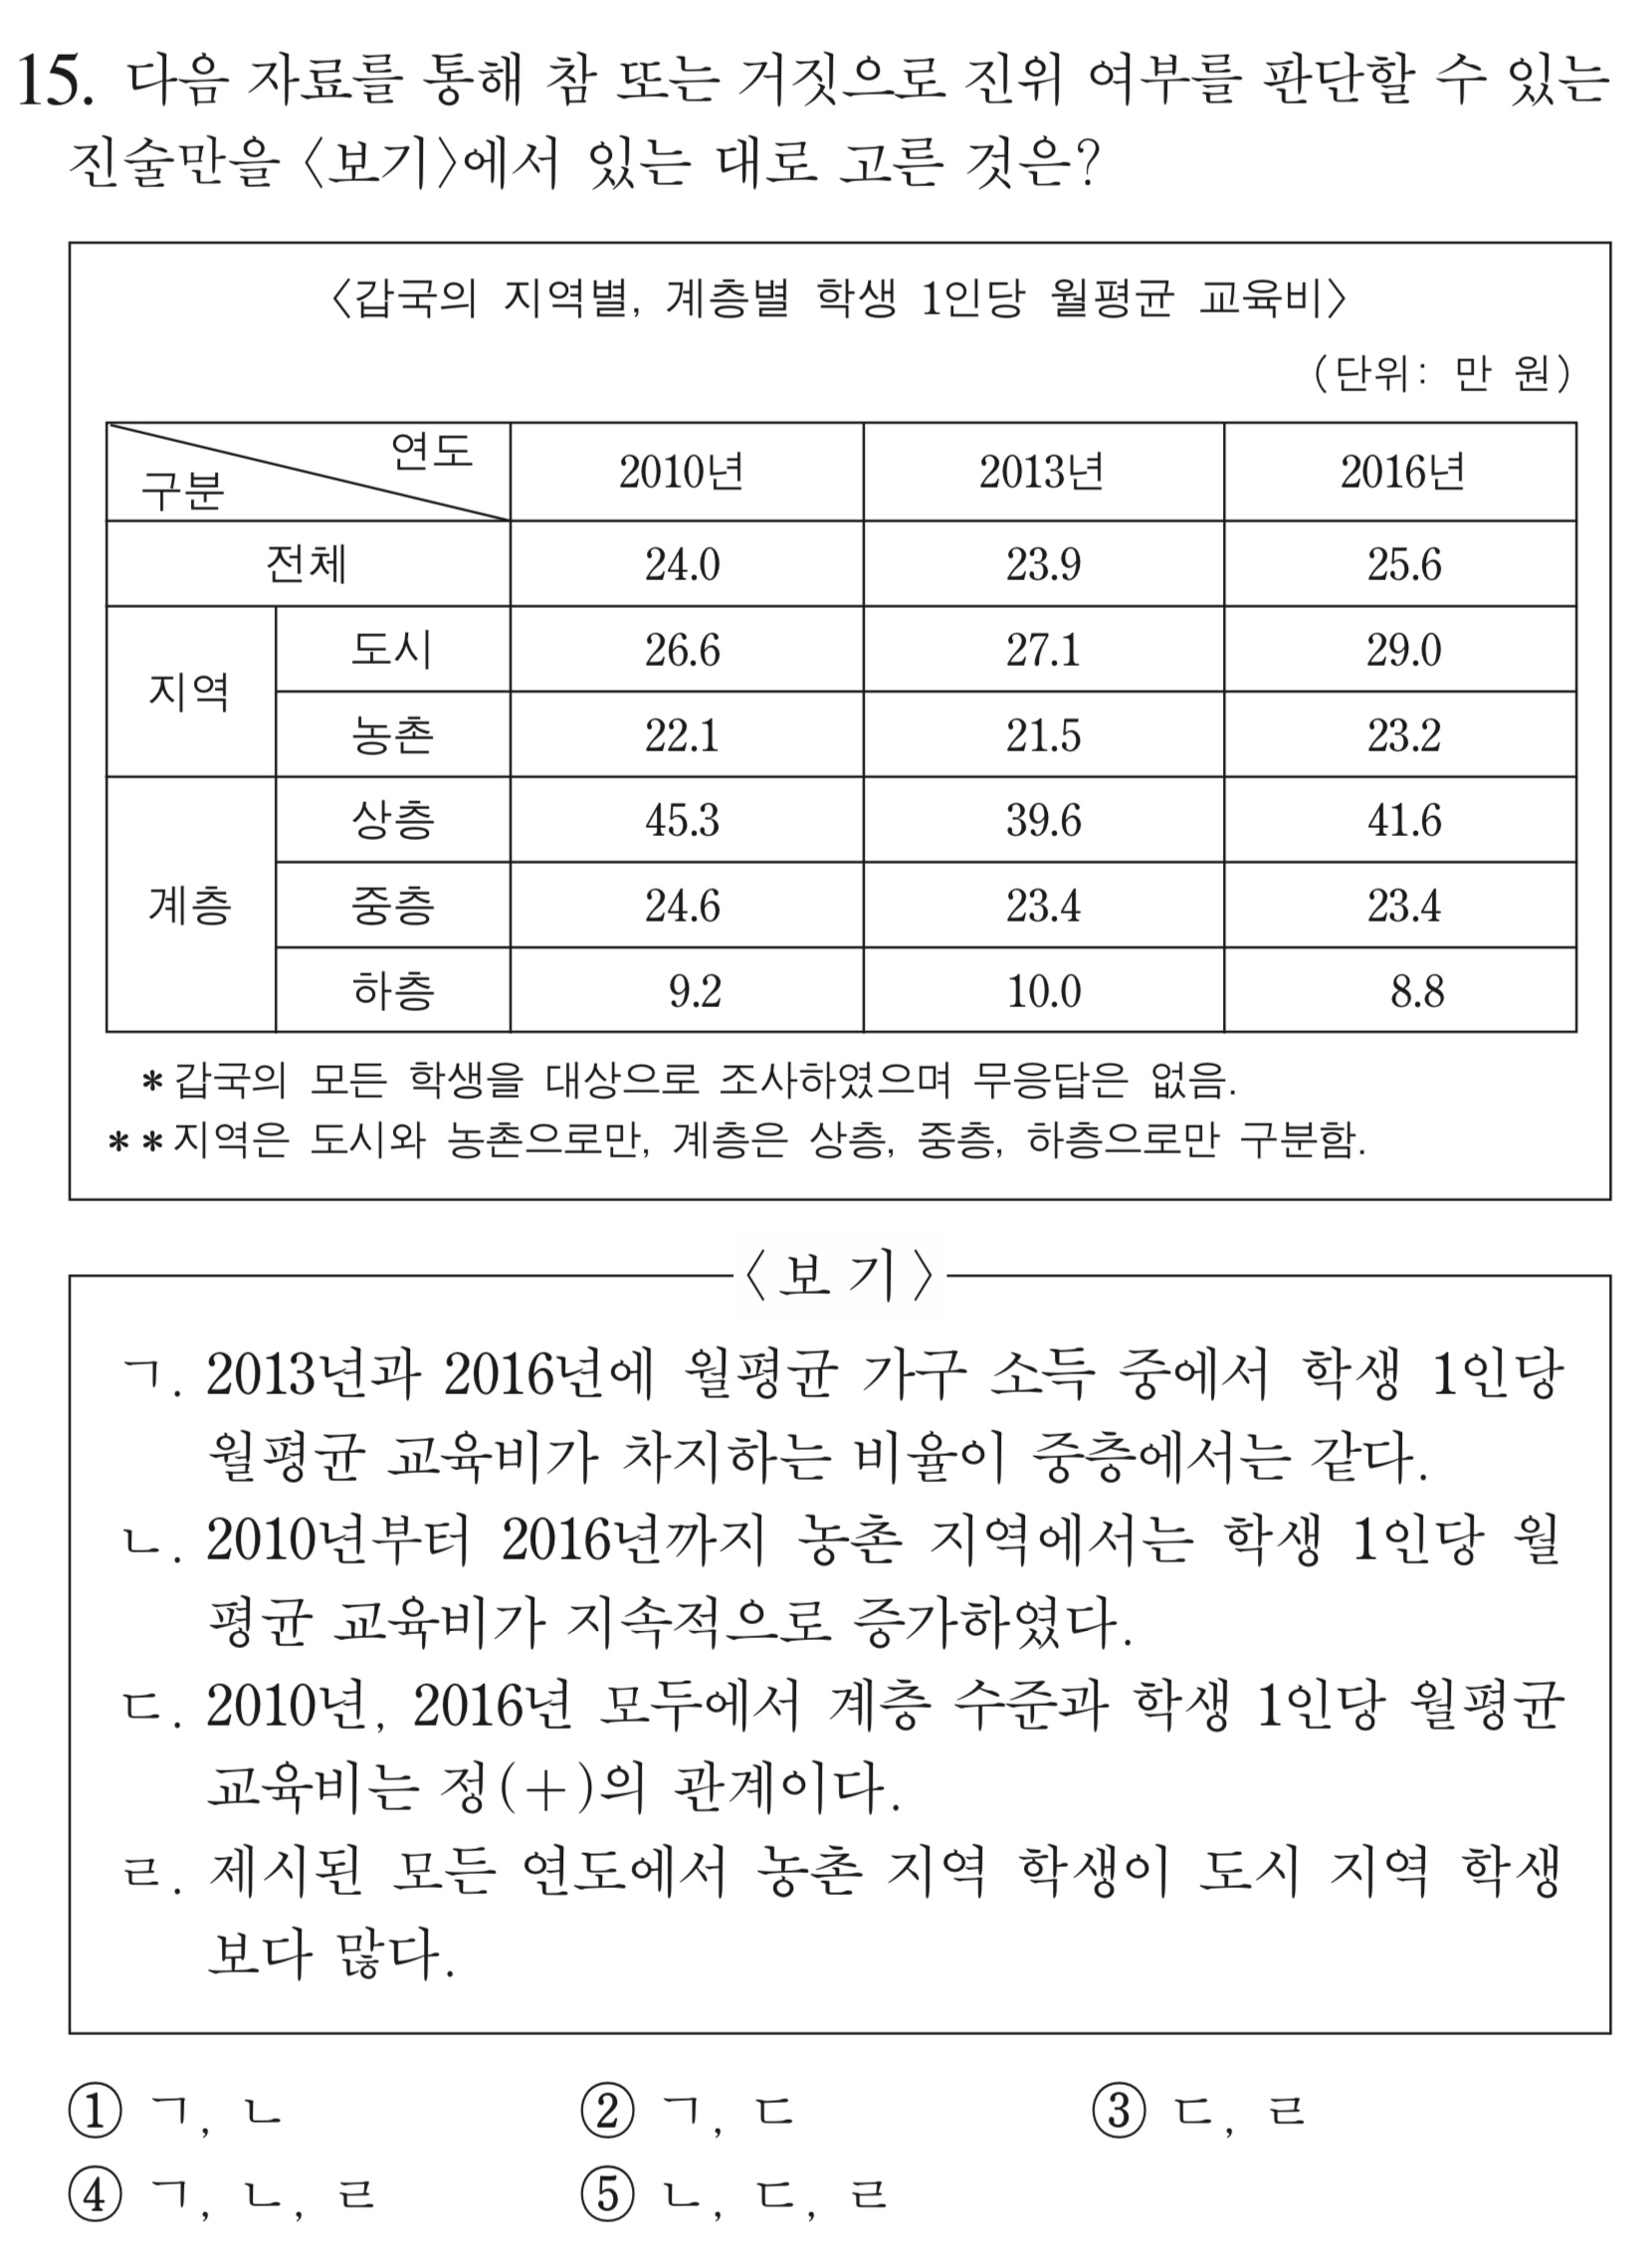 15. 다음 자료를 통해 참 또는 거짓으로 진위 여부를 판단할 수 있는
진술만을 〈보기〉에서 있는 대로 고른 것은?
〈갑국의 지역별, 계층별 학생 1인당 월평균 교육비〉
(단위: 만 원)
구분 연도 2010년 2013년 2016년
전체 24.0 23.9 25.6
지역 도시 26.6 27.1 29.0
농촌 22.1 21.5 23.2
계층 상층 45.3 39.6 41.6
중층 24.6 23.4 23.4
하층 9.2 10.0 8.8
* 갑국의 모든 학생을 대상으로 조사하였으며 무응답은 없음.
** 지역은 도시와 농촌으로만, 계층은 상층, 중층, 하층으로만 구분함.
〈보기〉
ㄱ. 2013년과 2016년에 월평균 가구 소득 중에서 학생 1인당
월평균 교육비가 차지하는 비율이 중층에서는 같다.
ㄴ. 2010년부터 2016년까지 농촌 지역에서는 학생 1인당 월
평균 교육비가 지속적으로 증가하였다.
ㄷ. 2010년, 2016년 모두에서 계층 수준과 학생 1인당 월평균
교육비는 정(+)의 관계이다.
ㄹ. 제시된 모든 연도에서 농촌 지역 학생이 도시 지역 학생
보다 많다.
① ㄱ, ㄴ ② ㄱ, ㄷ ③ ㄷ, ㄹ
④ ㄱ, ㄴ, ㄹ ⑤ ㄴ, ㄷ, ㄹ